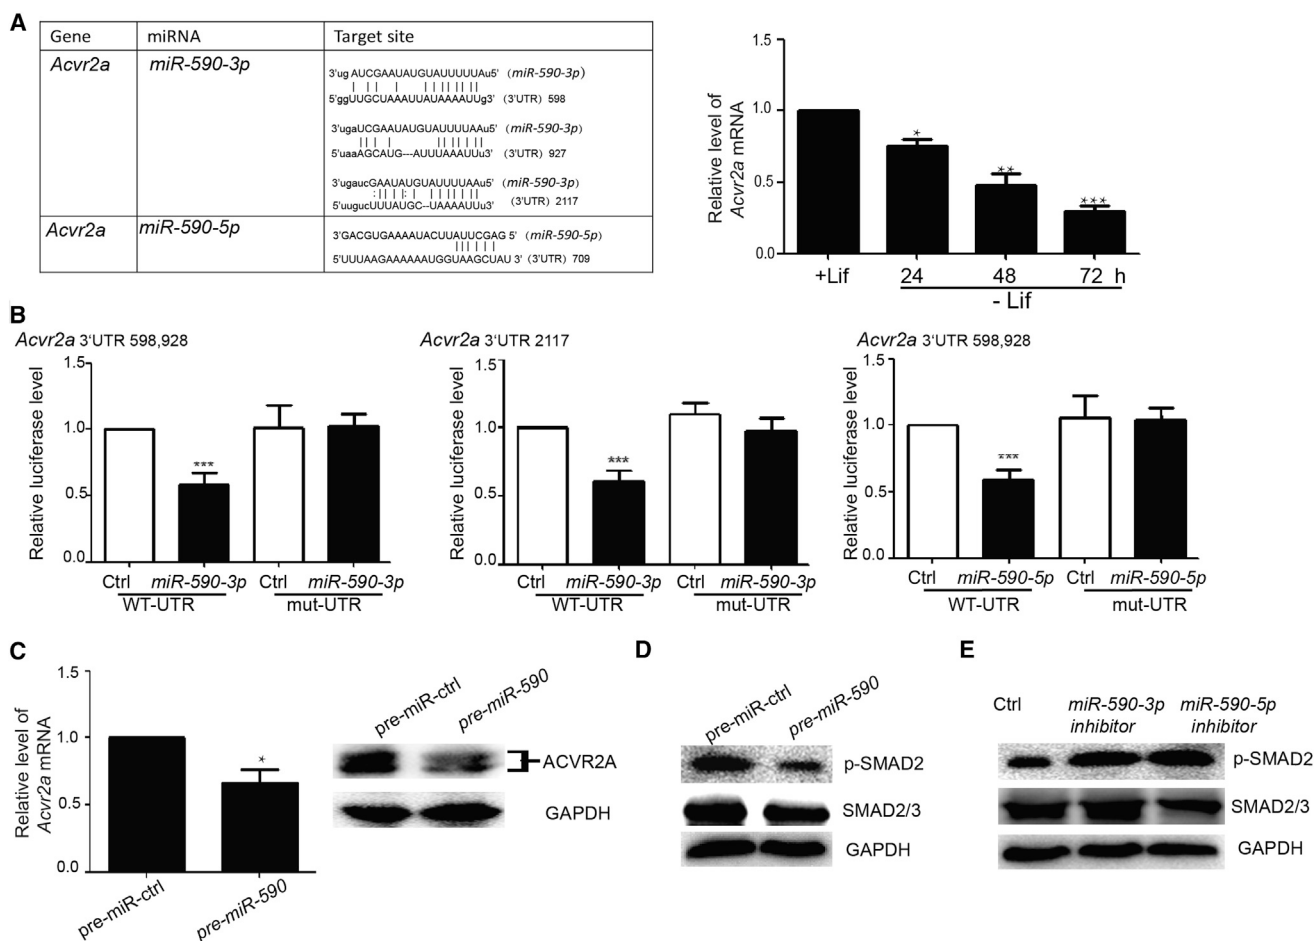 A
Gene miRNA Target site
Acvr2a miR-590-3p
3'ug AUCGAAUAUGUAUUUUUAu5' (miR-590-3p)
5'ggUUGCUAAAUUAUAAAAUUg3' (3'UTR) 598
3'ugaUCGAAUAUGUAUUUUAAu5' (miR-590-3p)
5'uaaAGCAUG---AUUUAAAUUu3' (3'UTR) 927
3'ugaucGAAUAUGUAUUUUAAu5' (miR-590-3p)
5'uugucUUUAUGC--UAAAAUUu3' (3'UTR) 2117
Acvr2a miR-590-5p
3'GACGUGAAAAUACUUAUUCGAG 5' (miR-590-5p)
5'UUUAAGAAAAAAUGGUAAGCUAU 3' (3'UTR) 709
Relative level of
Acvr2a mRNA
1.5
1.0
0.5
0.0
*
**
***
+Lif 24 48 72 h
- Lif
B
Acvr2a 3'UTR 598,928
Relative luciferase level
1.5
1.0
0.5
0.0
***
Ctrl miR-590-3p Ctrl miR-590-3p
WT-UTR mut-UTR
Acvr2a 3'UTR 2117
Relative luciferase level
1.5
1.0
0.5
0.0
***
Ctrl miR-590-3p Ctrl miR-590-3p
WT-UTR mut-UTR
Acvr2a 3'UTR 598,928
Relative luciferase level
1.5
1.0
0.5
0.0
***
Ctrl miR-590-5p Ctrl miR-590-5p
WT-UTR mut-UTR
C
Relative level of
Acvr2a mRNA
1.5
1.0
0.5
0.0
*
pre-miR-ctrl pre-miR-590
pre-miR-ctrl pre-miR-590
ACVR2A
GAPDH
D
pre-miR-ctrl pre-miR-590
p-SMAD2
SMAD2/3
GAPDH
E
Ctrl miR-590-3p miR-590-5p
inhibitor inhibitor
p-SMAD2
SMAD2/3
GAPDH